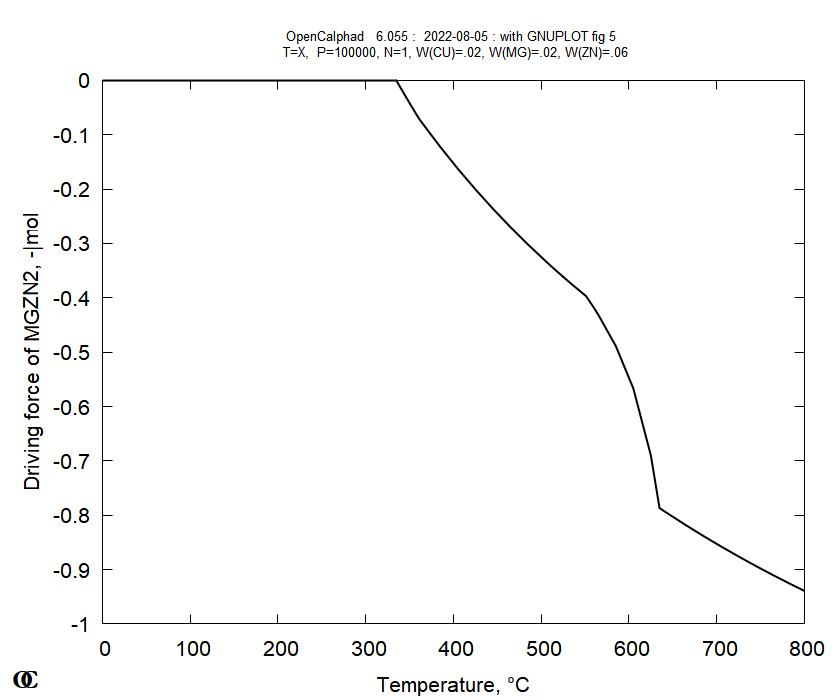 OpenCalphad 6.055 : 2022-08-05 : with GNUPLOT fig 5
T=X, P=100000, N=1, W(CU)=.02, W(MG)=.02, W(ZN)=.06
0
-0.1
-0.2
-0.3
-0.4
-0.5
-0.6
-0.7
-0.8
-0.9
-1
Driving force of MGZN2, -|mol
0 100 200 300 400 500 600 700 800
Temperature, °C
OC